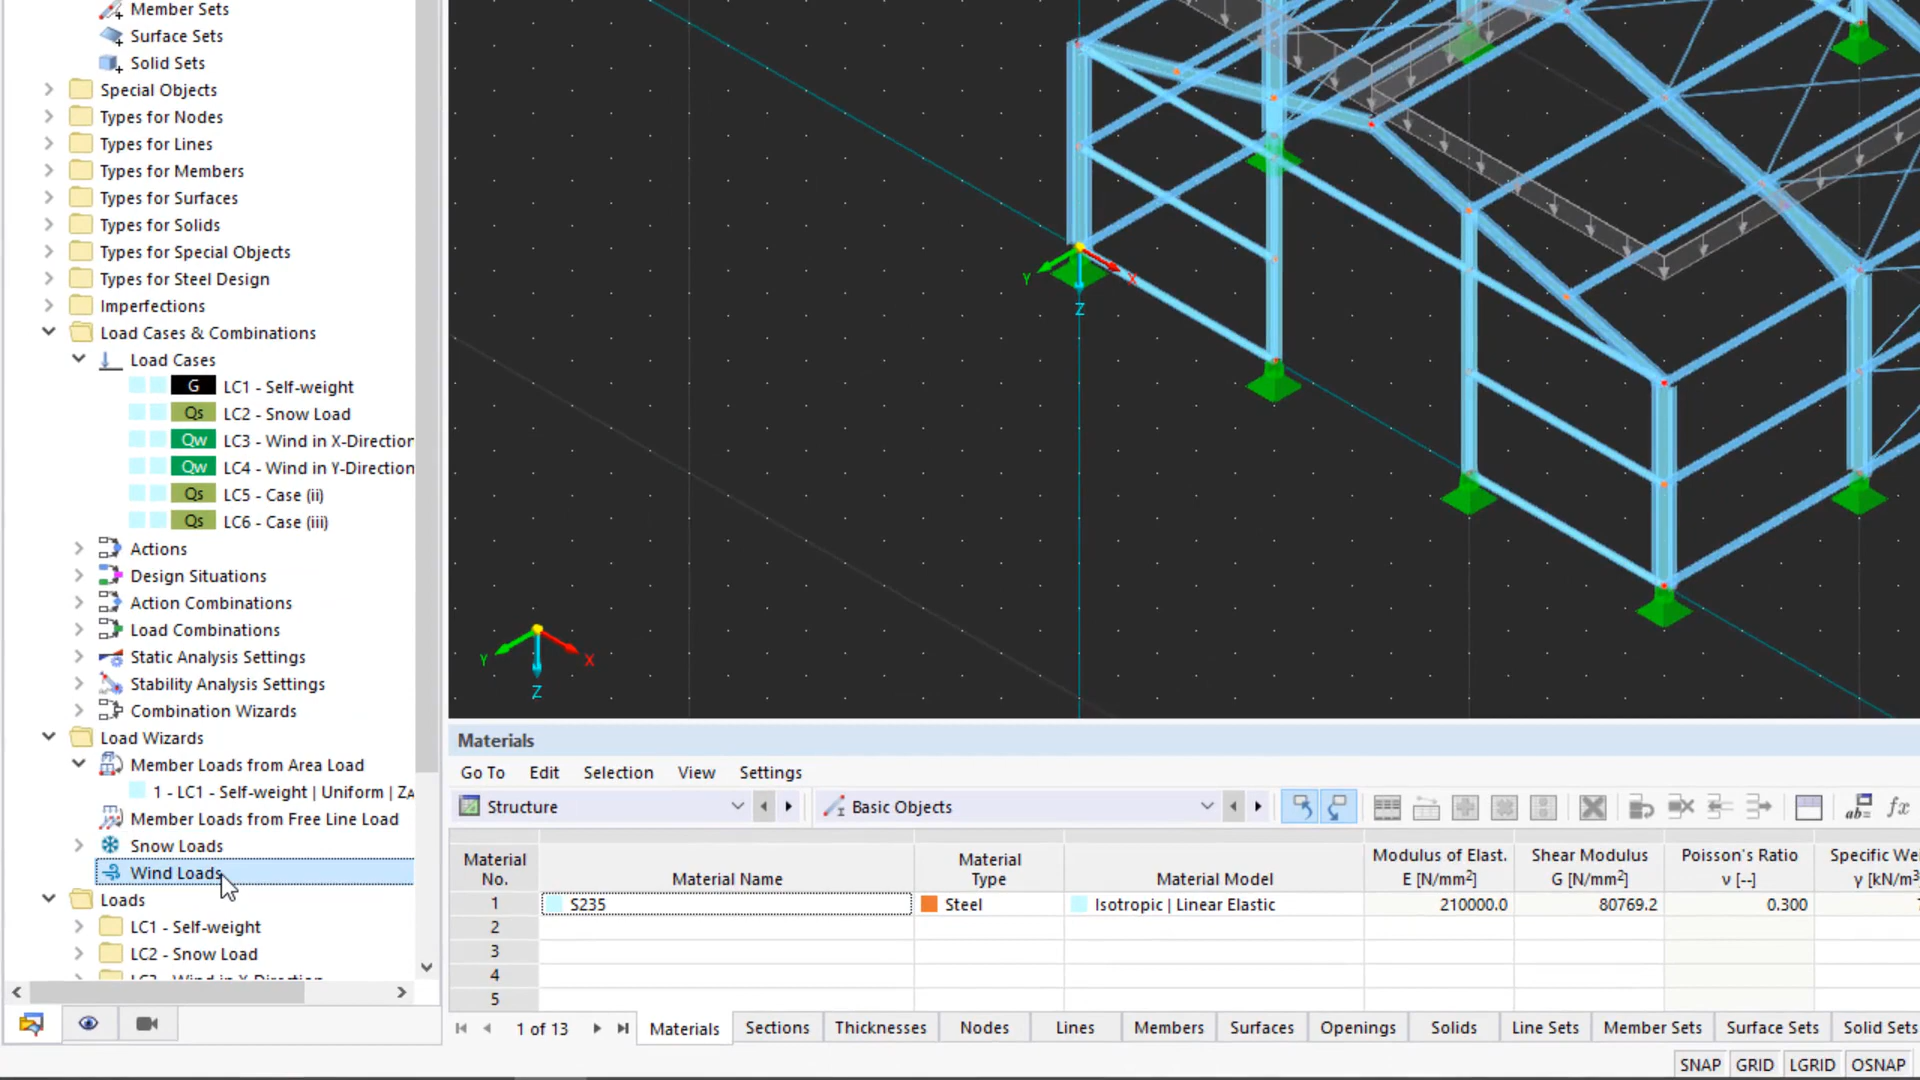 Member Sets
Surface Sets
Solid Sets
Special Objects
Types for Nodes
Types for Lines
Types for Members
Types for Surfaces
Types for Solids
Types for Special Objects
Types for Steel Design
Imperfections
Load Cases & Combinations
Load Cases
G LC1 - Self-weight
Qs LC2 - Snow Load
Qw LC3 - Wind in X-Direction
Qw LC4 - Wind in Y-Direction
Qs LC5 - Case (ii)
Qs LC6 - Case (iii)
Actions
Design Situations
Action Combinations
Load Combinations
Static Analysis Settings
Stability Analysis Settings
Combination Wizards
Load Wizards
Member Loads from Area Load
1 - LC1 - Self-weight | Uniform | ZA
Member Loads from Free Line Load
Snow Loads
Wind Loads
Loads
LC1 - Self-weight
LC2 - Snow Load
LC3 - Wind in X-Direction
Y X
Z
Y X
Z
Materials
Go To Edit Selection View Settings
Structure Basic Objects
Material No. Material Name Material Type Material Model Modulus of Elast. E [N/mm²] Shear Modulus G [N/mm²] Poisson's Ratio ν [--] Specific Wei γ [kN/m³
1 S235 Steel Isotropic | Linear Elastic 210000.0 80769.2 0.300
2
3
4
5
1 of 13 Materials Sections Thicknesses Nodes Lines Members Surfaces Openings Solids Line Sets Member Sets Surface Sets Solid Sets
SNAP GRID LGRID OSNAP